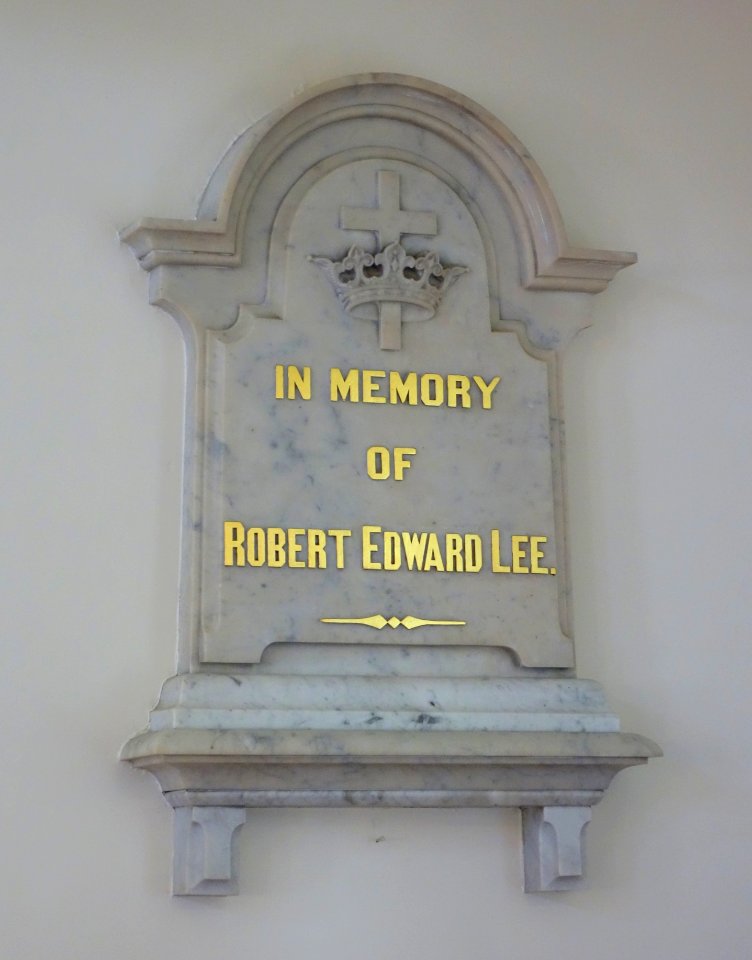 IN MEMORY
OF
ROBERT EDWARD LEE.